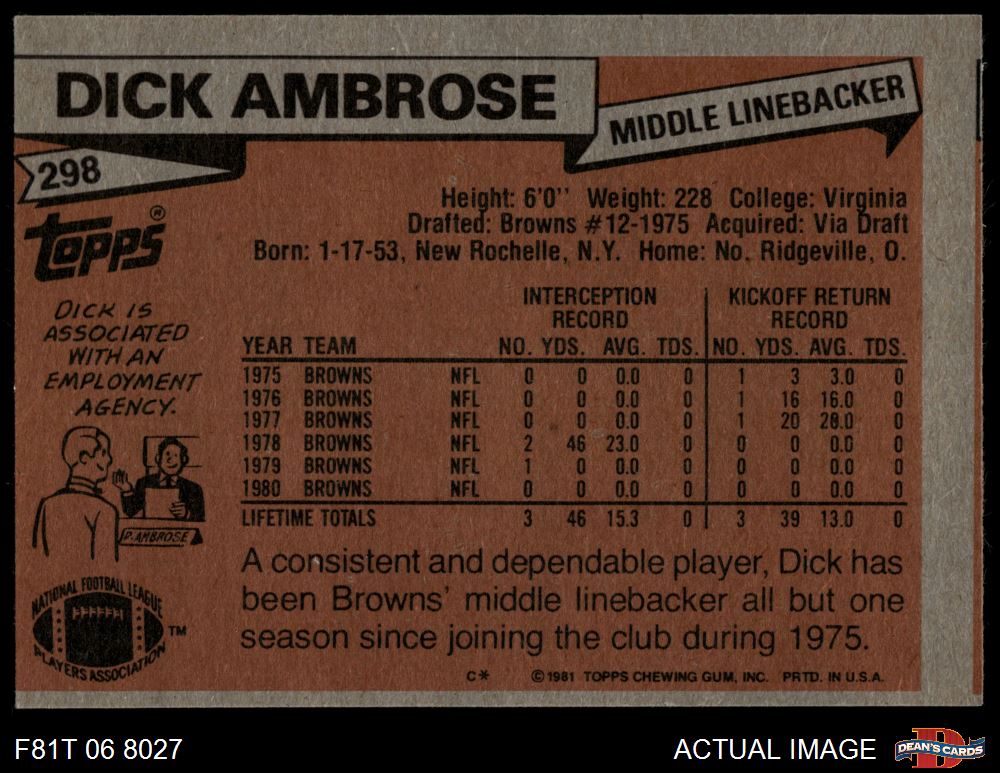 DICK AMBROSE
MIDDLE LINEBACKER
298
Topps®
Height: 6'0'' Weight: 228 College: Virginia
Drafted: Browns #12-1975 Acquired: Via Draft
Born: 1-17-53, New Rochelle, N.Y. Home: No. Ridgeville, O.
DICK IS
ASSOCIATED
WITH AN
EMPLOYMENT
AGENCY.
D. AMBROSE
INTERCEPTION KICKOFF RETURN
RECORD RECORD
YEAR TEAM NO. YDS. AVG. TDS. NO. YDS. AVG. TDS.
1975 BROWNS NFL 0 0 0.0 0 1 3 3.0 0
1976 BROWNS NFL 0 0 0.0 0 1 16 16.0 0
1977 BROWNS NFL 0 0 0.0 0 1 20 20.0 0
1978 BROWNS NFL 2 46 23.0 0 0 0 0.0 0
1979 BROWNS NFL 1 0 0.0 0 0 0 0.0 0
1980 BROWNS NFL 0 0 0.0 0 0 0 0.0 0
LIFETIME TOTALS 3 46 15.3 0 3 39 13.0 0
A consistent and dependable player, Dick has
been Browns' middle linebacker all but one
season since joining the club during 1975.
NATIONAL FOOTBALL LEAGUE
PLAYERS ASSOCIATION
TM
C* ©1981 TOPPS CHEWING GUM, INC. PRTD. IN U.S.A.
F81T 06 8027
ACTUAL IMAGE
D
DEAN'S CARDS